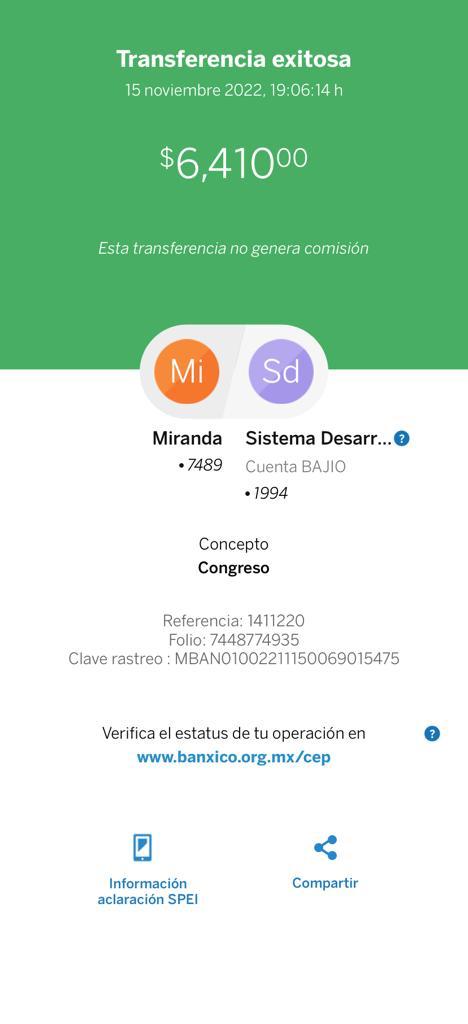 Transferencia exitosa
15 noviembre 2022, 19:06:14 h
$6,410.00
Esta transferencia no genera comisión
Mi Sd
Miranda
•7489
Sistema Desarr...
Cuenta BAJIO
•1994
Concepto
Congreso
Referencia: 1411220
Folio: 7448774935
Clave rastreo : MBAN01002211150069015475
Verifica el estatus de tu operación en
www.banxico.org.mx/cep
Información
aclaración SPEI
Compartir